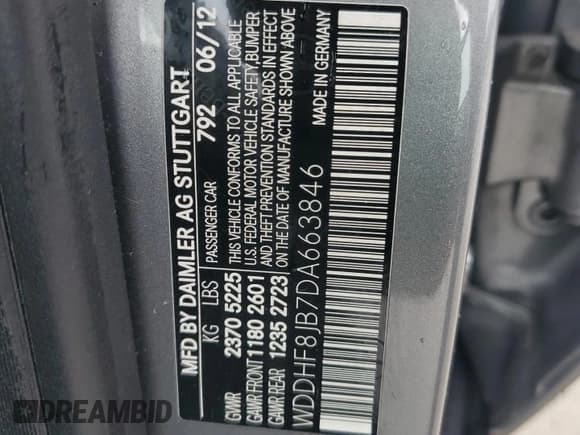 MFD BY DAIMLER AG STUTTGART
KG LBS PASSENGER CAR 792 06/12
GVWR 2370 5225 THIS VEHICLE CONFORMS TO ALL APPLICABLE
GAWR FRONT 1180 2601 U.S. FEDERAL MOTOR VEHICLE SAFETY,BUMPER
GAWR REAR 1235 2723 AND THEFT PREVENTION STANDARDS IN EFFECT
ON THE DATE OF MANUFACTURE SHOWN ABOVE
WDDHF8JB7DA663846
MADE IN GERMANY
DREAMBID